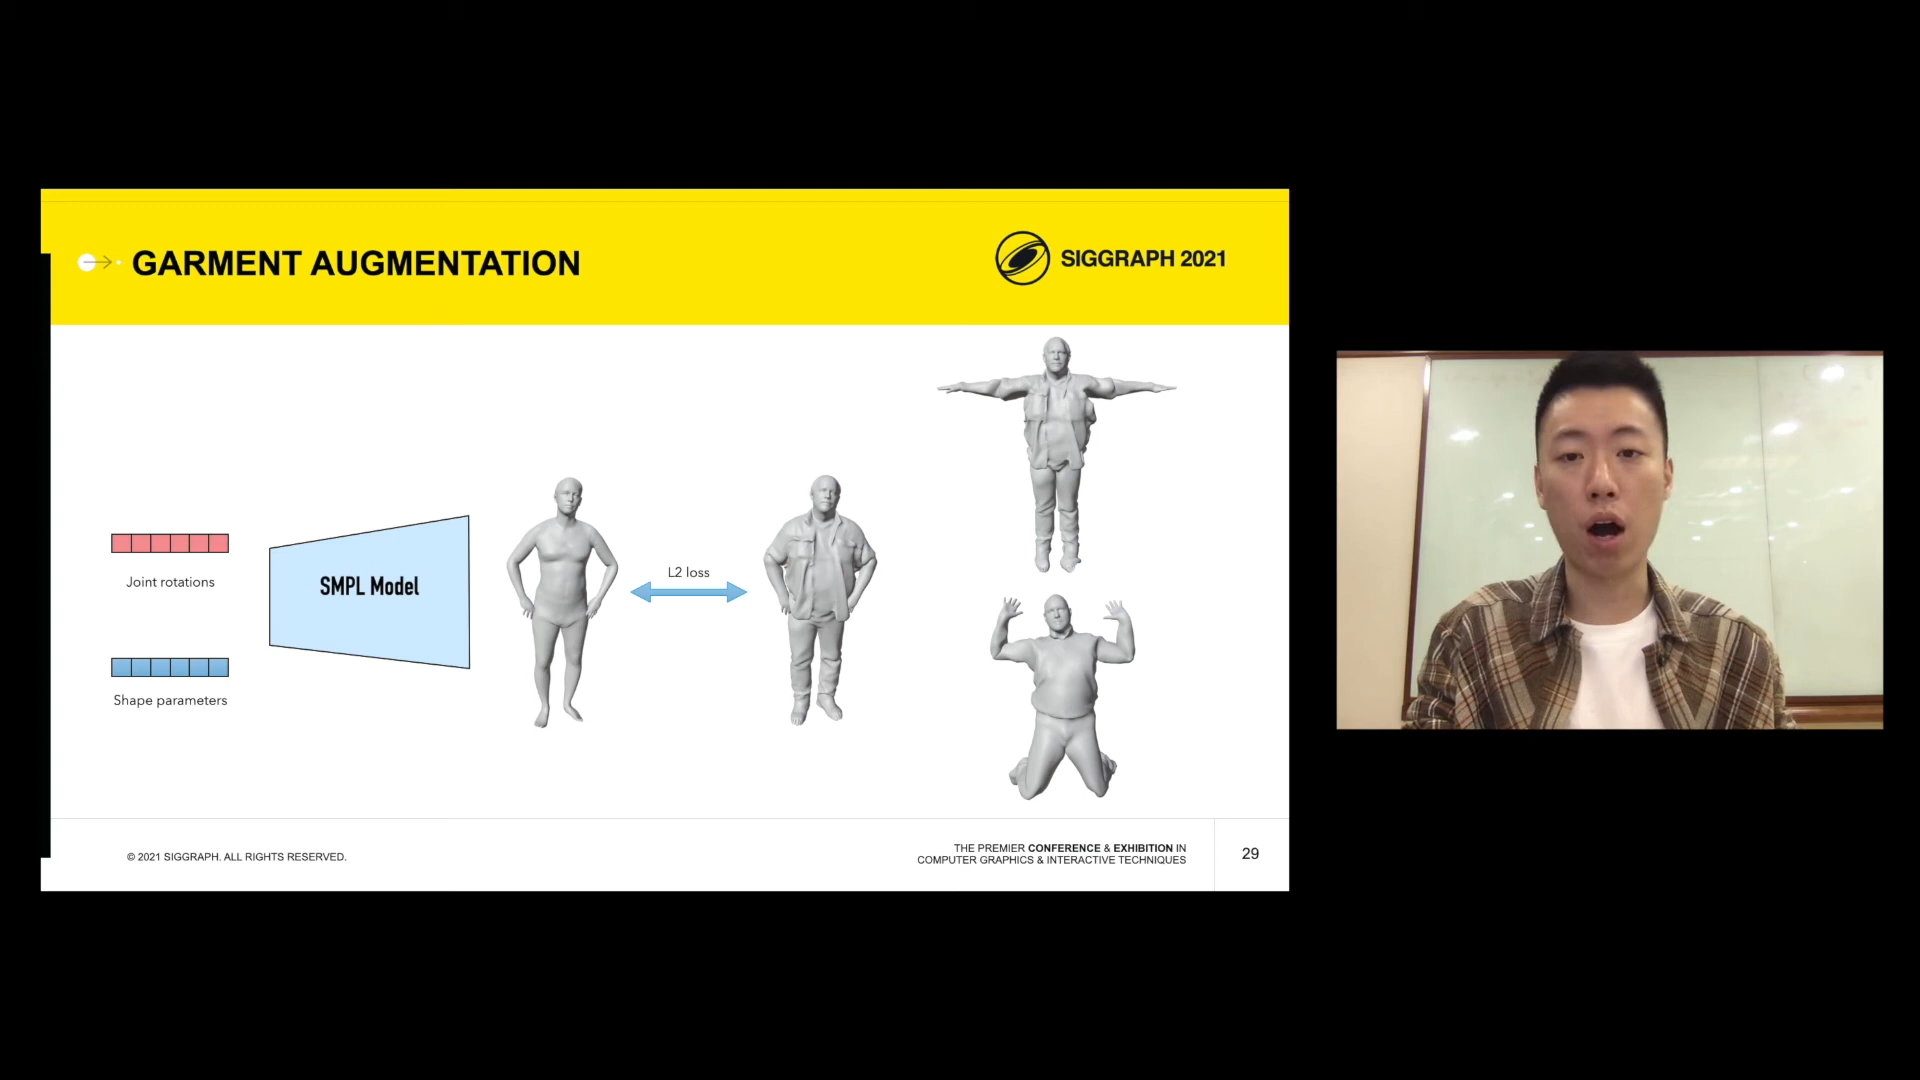 GARMENT AUGMENTATION
SIGGRAPH 2021
Joint rotations
Shape parameters
SMPL Model
L2 loss
© 2021 SIGGRAPH. ALL RIGHTS RESERVED.
THE PREMIER CONFERENCE & EXHIBITION IN
COMPUTER GRAPHICS & INTERACTIVE TECHNIQUES
29